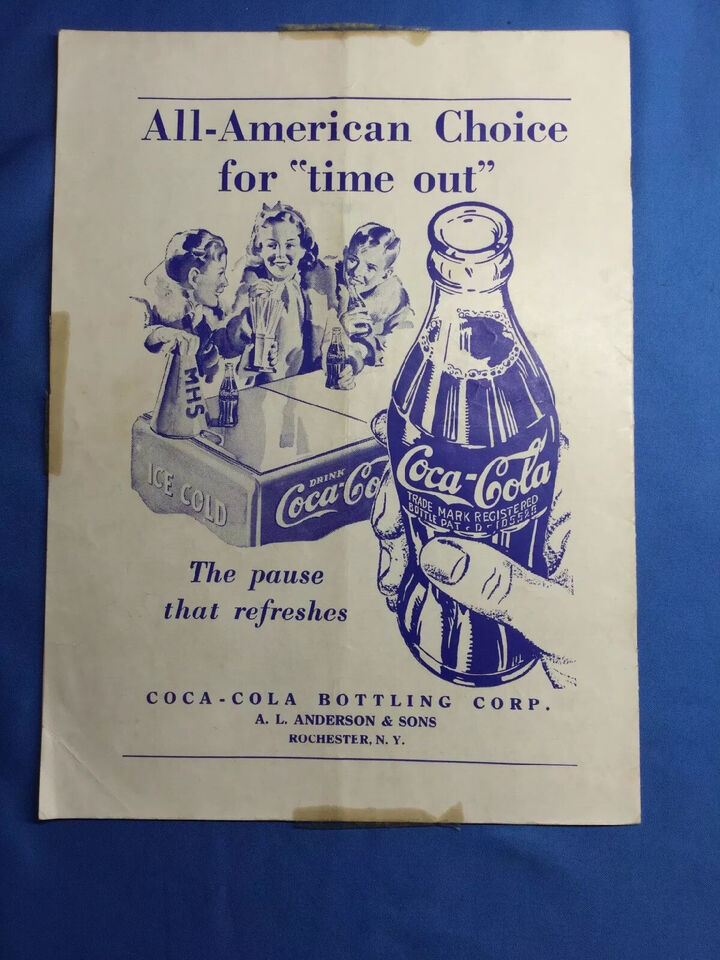 All-American Choice
for "time out"
MHS
ICE COLD
DRINK
Coca-Co
Coca-Cola
TRADE MARK REGISTERED
BOTTLE PAT. D-105529
The pause
that refreshes
COCA-COLA BOTTLING CORP.
A. L. ANDERSON & SONS
ROCHESTER, N. Y.